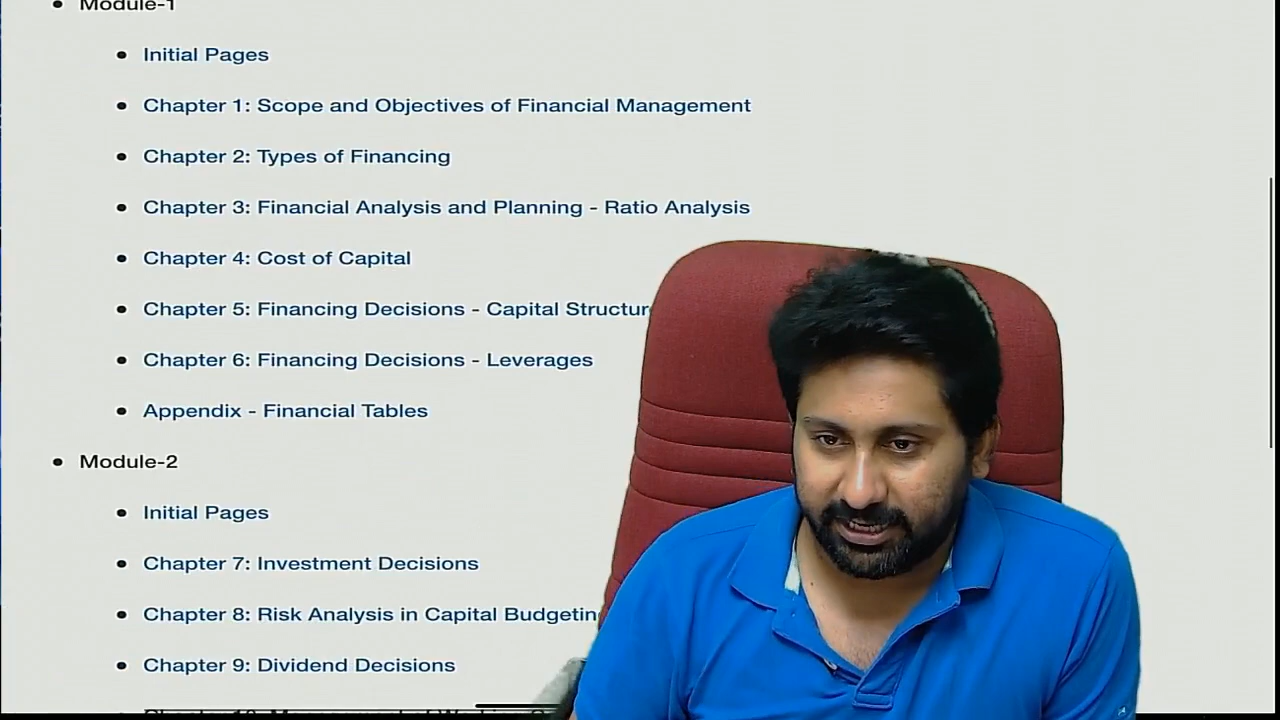 Module-1
Initial Pages
Chapter 1: Scope and Objectives of Financial Management
Chapter 2: Types of Financing
Chapter 3: Financial Analysis and Planning - Ratio Analysis
Chapter 4: Cost of Capital
Chapter 5: Financing Decisions - Capital Structur
Chapter 6: Financing Decisions - Leverages
Appendix - Financial Tables
Module-2
Initial Pages
Chapter 7: Investment Decisions
Chapter 8: Risk Analysis in Capital Budgetin
Chapter 9: Dividend Decisions